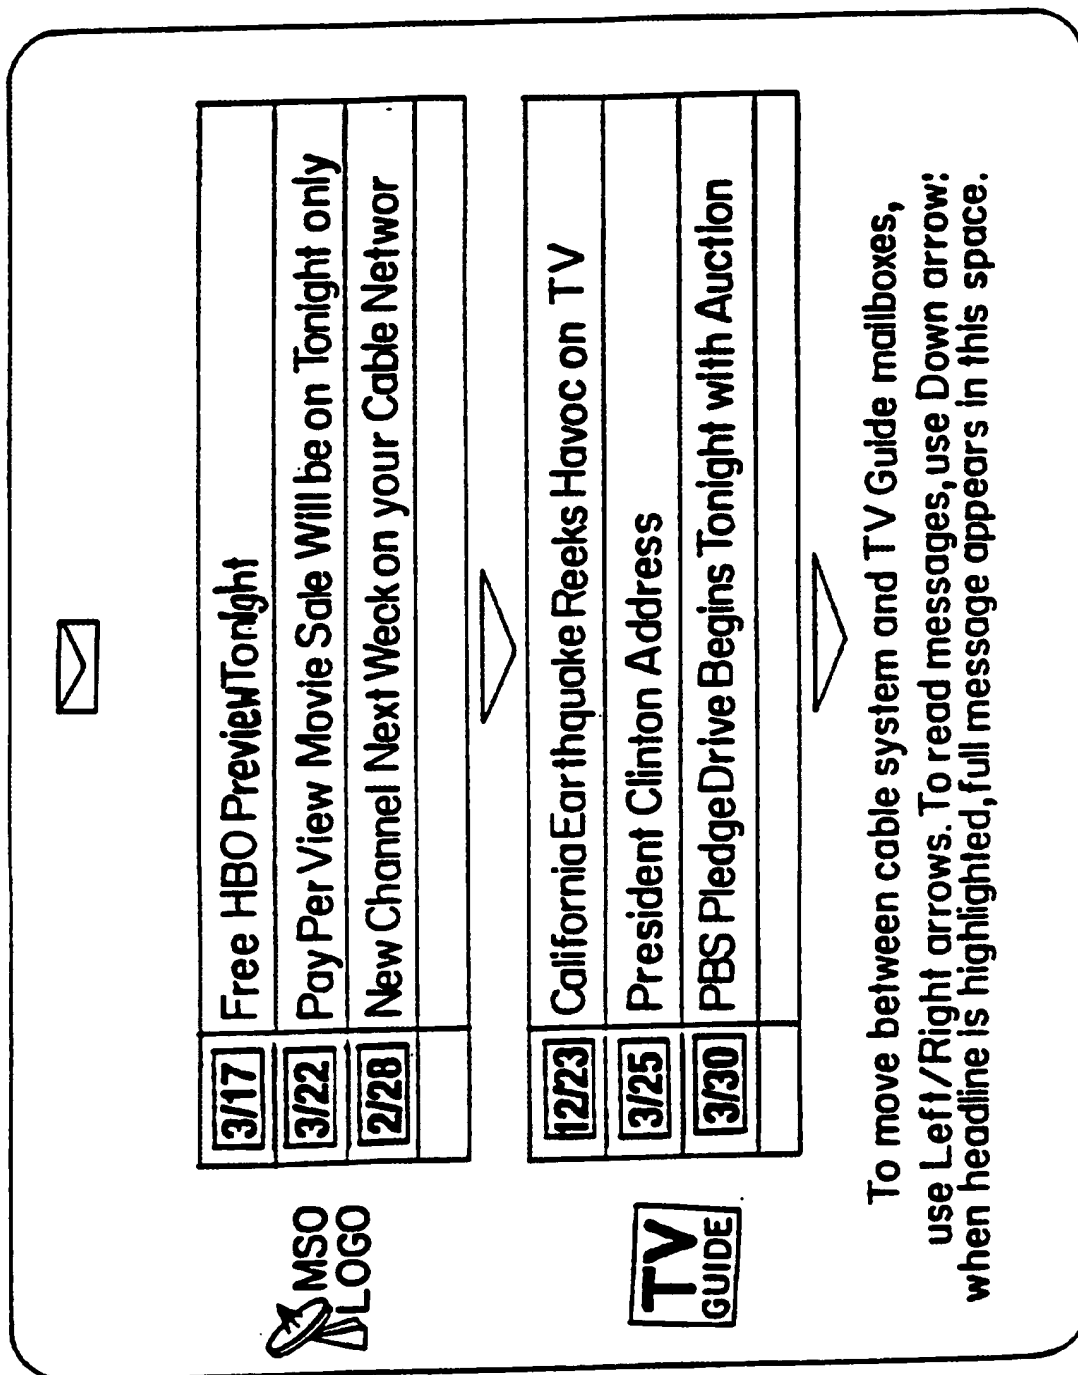 MSO
LOGO
3/17 Free HBO Preview Tonight
3/22 Pay Per View Movie Sale Will be on Tonight only
2/28 New Channel Next Weck on your Cable Networ
TV
GUIDE
12/23 California Earthquake Reeks Havoc on TV
3/25 President Clinton Address
3/30 PBS Pledge Drive Begins Tonight with Auction
To move between cable system and TV Guide mailboxes,
use Left/Right arrows. To read messages, use Down arrow:
when headline is highlighted, full message appears in this space.